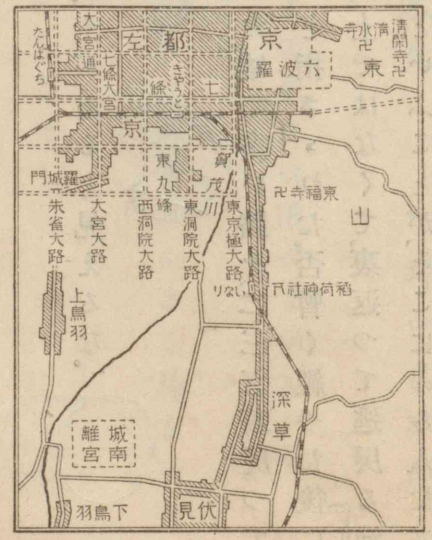 京都
左京
東山
六波羅
清閑寺卍
清水寺卍
大宮通
七條大宮
七條
きやうと
たんばぐち
羅城門
東九條
賀茂川
朱雀大路
大宮大路
西洞院大路
東洞院大路
東京極大路
東福寺卍
稻荷神社
いなり
上鳥羽
深草
城南離宮
下鳥羽
伏見